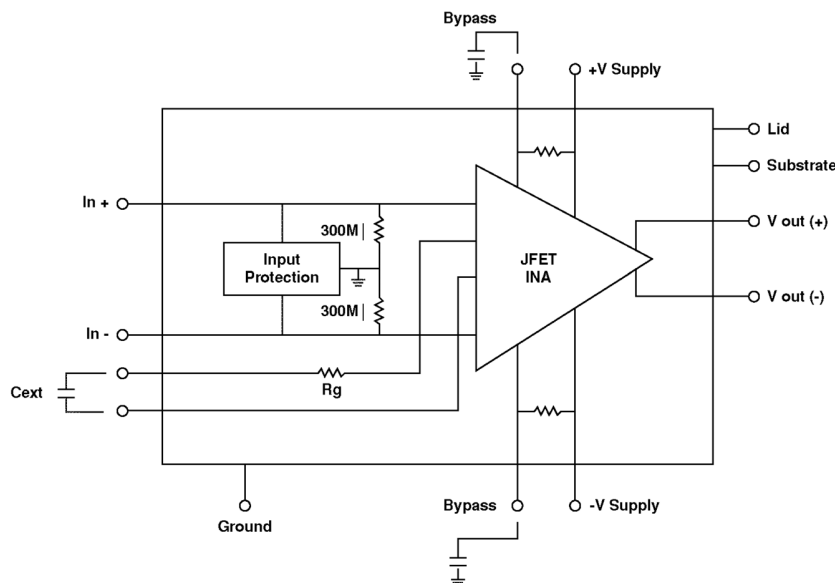 Bypass
+V Supply
Lid
Substrate
In +
300M
V out (+)
Input
Protection
JFET
INA
V out (-)
300M
In -
Cext
Rg
Bypass
-V Supply
Ground